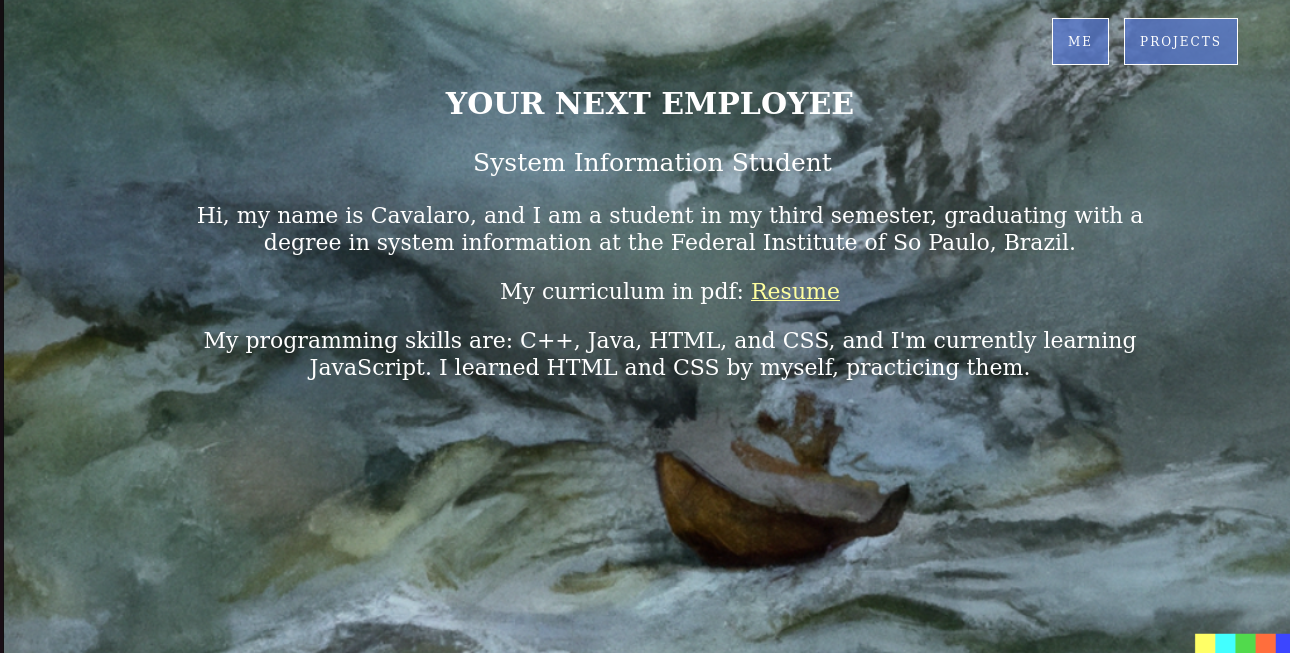 ME PROJECTS
YOUR NEXT EMPLOYEE
System Information Student
Hi, my name is Cavalaro, and I am a student in my third semester, graduating with a
degree in system information at the Federal Institute of So Paulo, Brazil.
My curriculum in pdf: Resume
My programming skills are: C++, Java, HTML, and CSS, and I'm currently learning
JavaScript. I learned HTML and CSS by myself, practicing them.